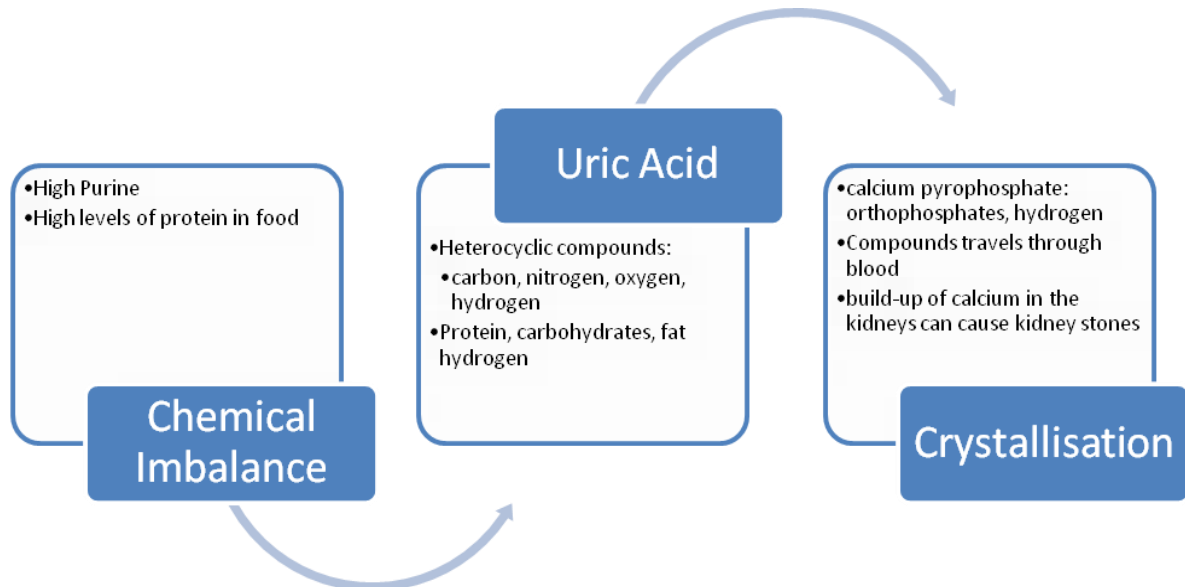 •High Purine
•High levels of protein in food
Chemical
Imbalance
Uric Acid
•Heterocyclic compounds:
•carbon, nitrogen, oxygen,
hydrogen
•Protein, carbohydrates, fat
hydrogen
•calcium pyrophosphate:
orthophosphates, hydrogen
•Compounds travels through
blood
•build-up of calcium in the
kidneys can cause kidney stones
Crystallisation